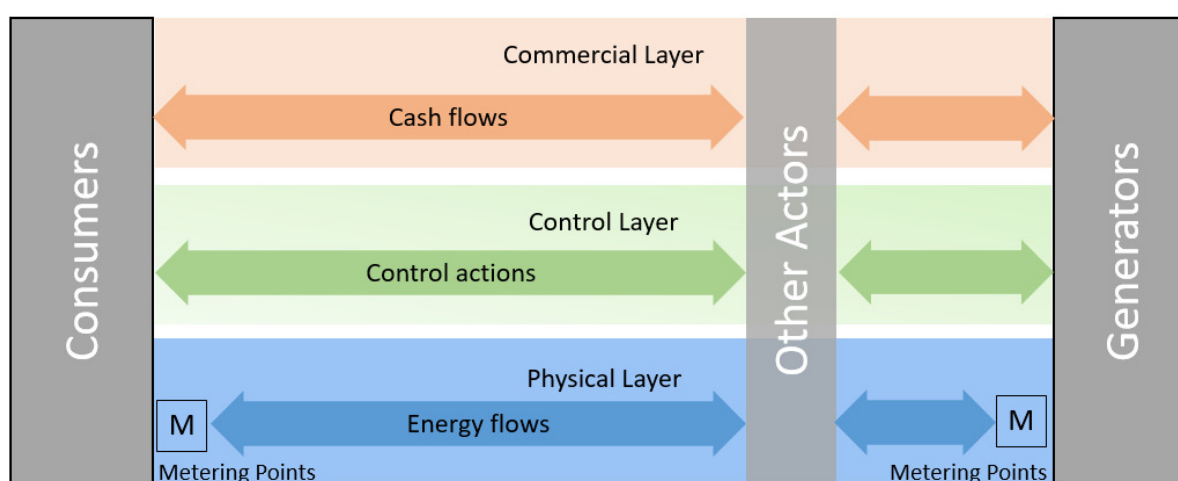 Consumers
Commercial Layer
Cash flows
Control Layer
Control actions
Physical Layer
M
Energy flows
Metering Points
Other Actors
M
Metering Points
Generators